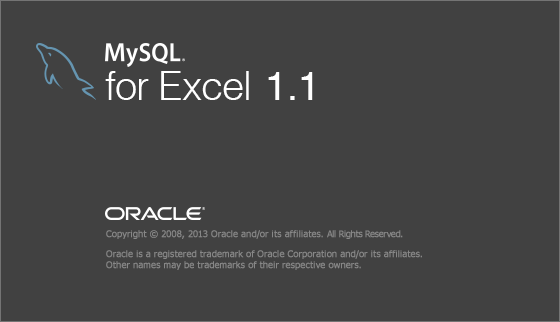 MySQL®
for Excel 1.1
ORACLE®
Copyright © 2008, 2013 Oracle and/or its affiliates. All Rights Reserved.
Oracle is a registered trademark of Oracle Corporation and/or its affiliates.
Other names may be trademarks of their respective owners.